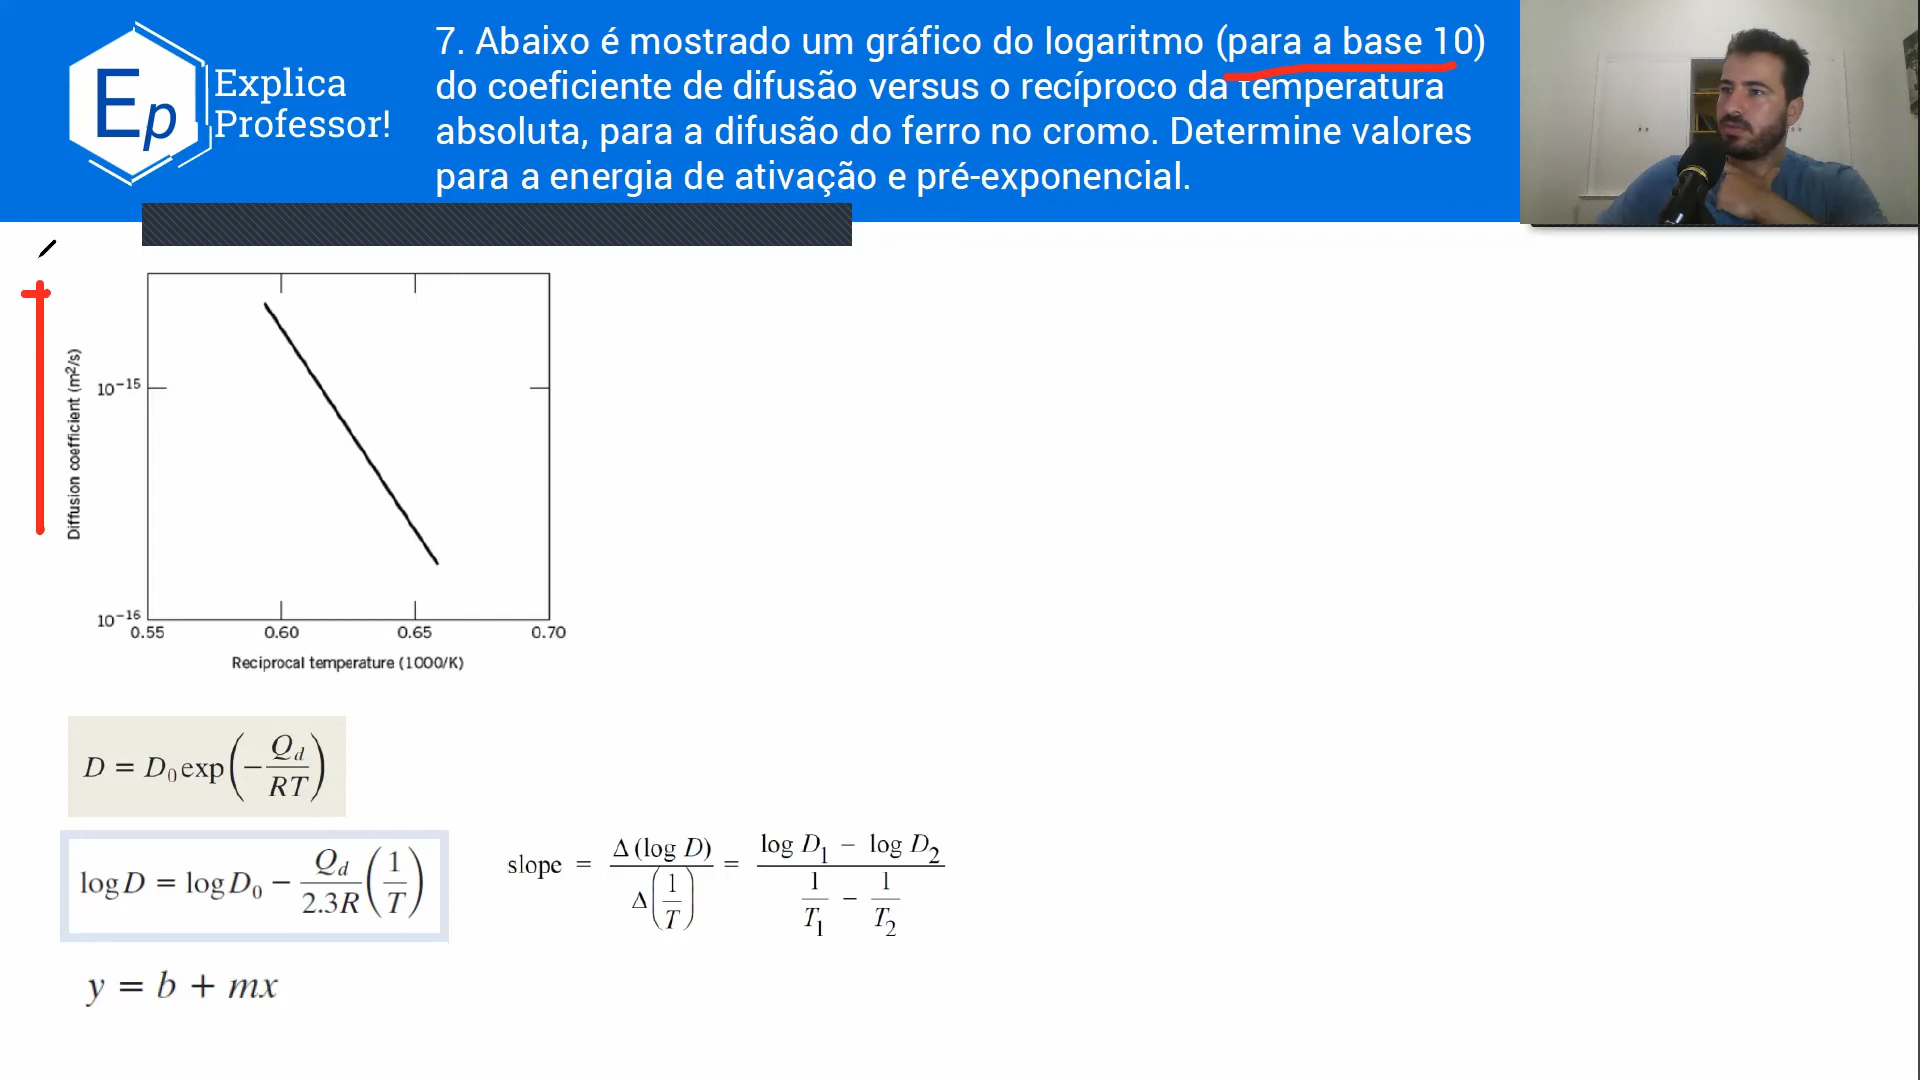 Ep
Explica
Professor!
7. Abaixo é mostrado um gráfico do logaritmo (para a base 10)
do coeficiente de difusão versus o recíproco da temperatura
absoluta, para a difusão do ferro no cromo. Determine valores
para a energia de ativação e pré-exponencial.
Diffusion coefficient (m²/s)
10⁻¹⁵
10⁻¹⁶
0.55 0.60 0.65 0.70
Reciprocal temperature (1000/K)
D = D₀ exp(−Q_d/RT)
log D = log D₀ − Q_d/2.3R (1/T)
slope = Δ (log D)/Δ(1/T) = (log D₁ − log D₂)/(1/T₁ − 1/T₂)
y = b + mx